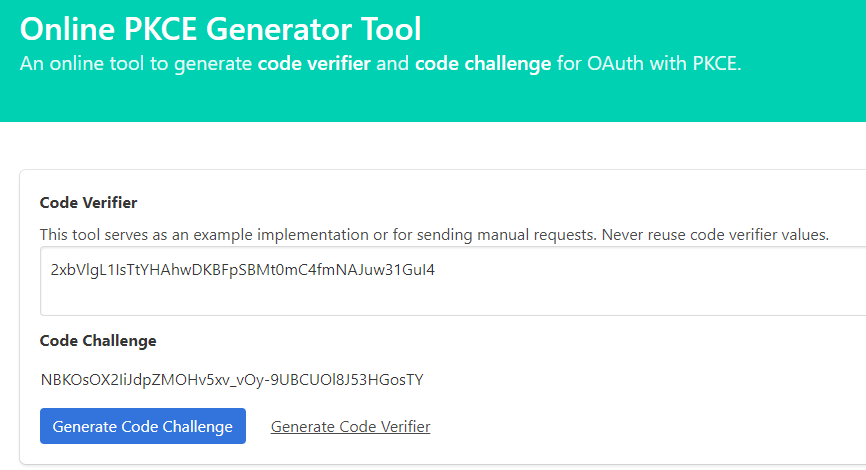 Online PKCE Generator Tool
An online tool to generate code verifier and code challenge for OAuth with PKCE.
Code Verifier
This tool serves as an example implementation or for sending manual requests. Never reuse code verifier values.
2xbVlgL1IsTtYHAhwDKBFpSBMt0mC4fmNAJuw31GuI4
Code Challenge
NBKOsOX2IiJdpZMOHv5xv_vOy-9UBCUOl8J53HGosTY
Generate Code Challenge Generate Code Verifier